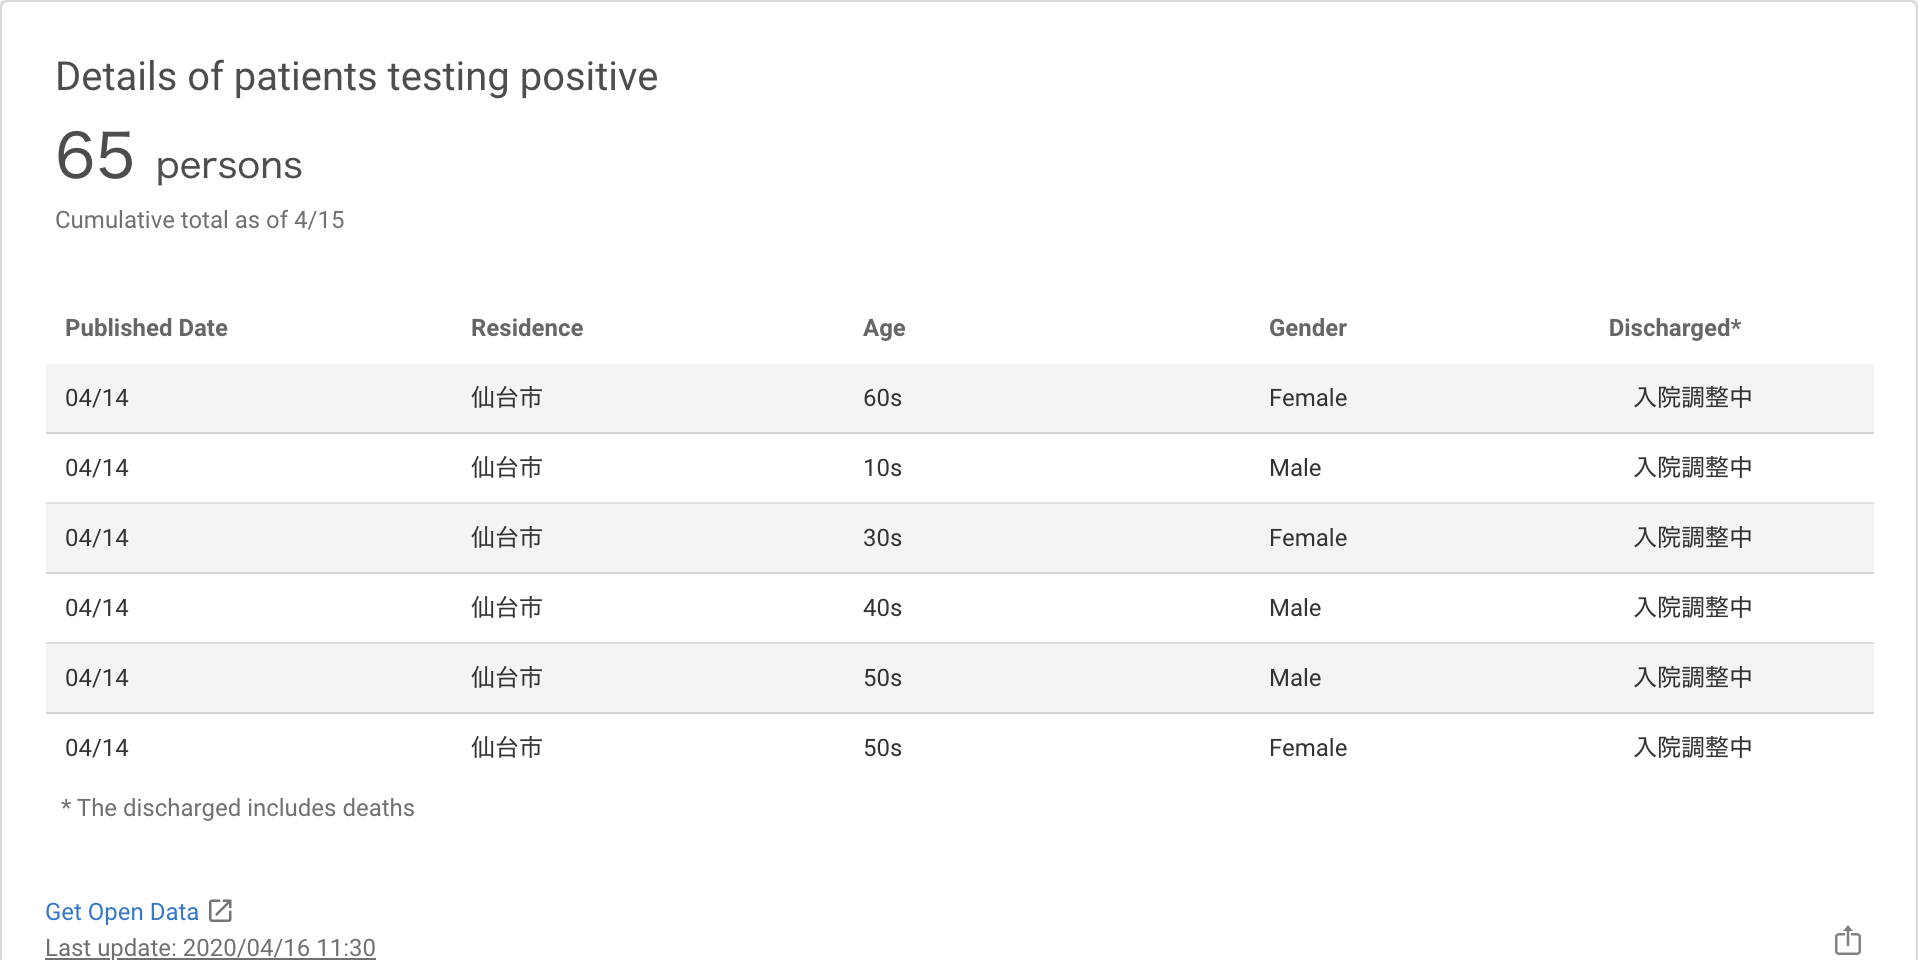 Details of patients testing positive
65 persons
Cumulative total as of 4/15
Published Date Residence Age Gender Discharged*
04/14 仙台市 60s Female 入院調整中
04/14 仙台市 10s Male 入院調整中
04/14 仙台市 30s Female 入院調整中
04/14 仙台市 40s Male 入院調整中
04/14 仙台市 50s Male 入院調整中
04/14 仙台市 50s Female 入院調整中
* The discharged includes deaths
Get Open Data
Last update: 2020/04/16 11:30